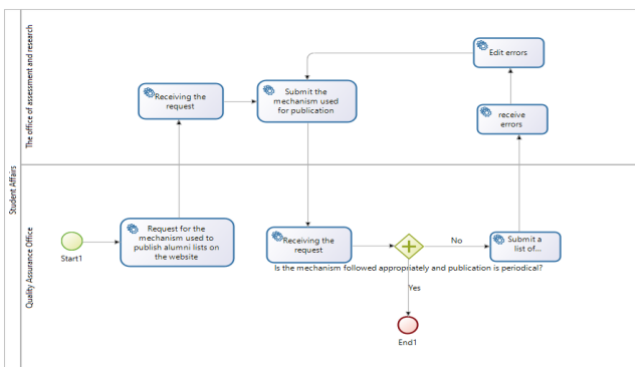 Student Affairs
The office of assessment and research
Edit errors
Receiving the
request
Submit the
mechanism used
for publication
receive
errors
Quality Assurance Office
Start1
Request for the
mechanism used to
publish alumni lists on
the website
Receiving the
request
No
Submit a
list of...
Is the mechanism followed appropriately and publication is periodical?
Yes
End1